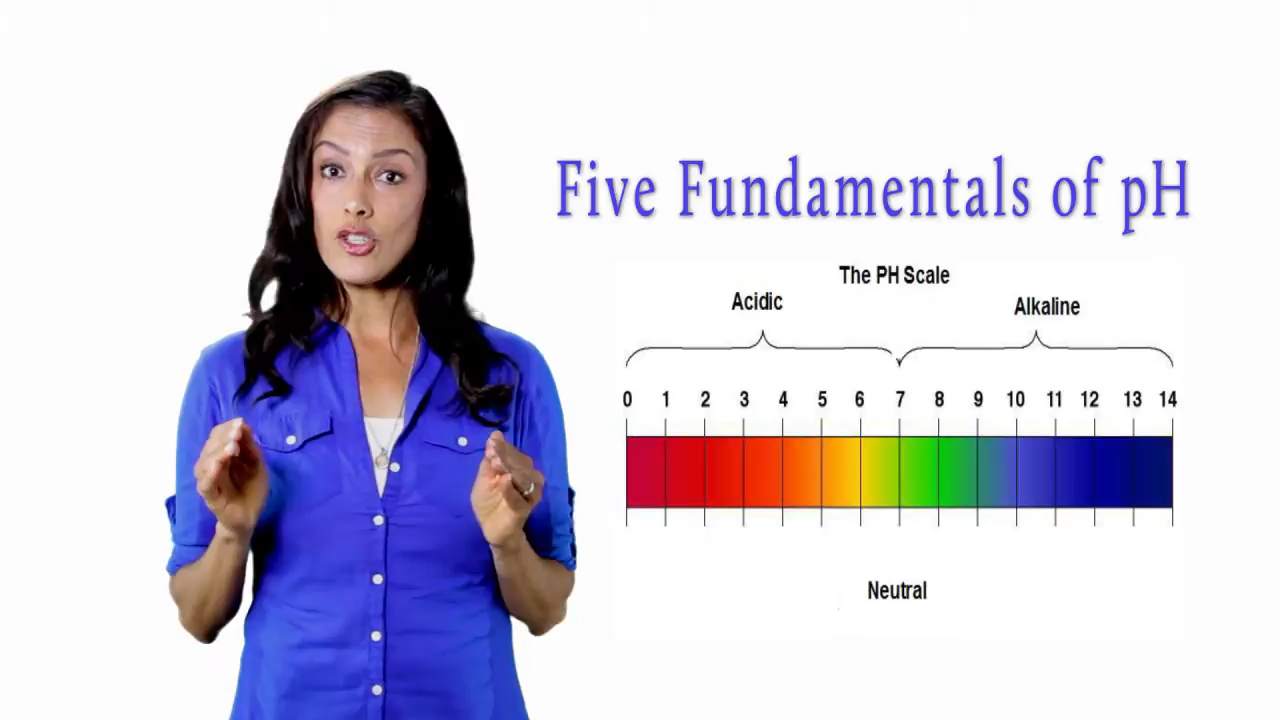 Five Fundamentals of pH
The PH Scale
Acidic
Alkaline
0 1 2 3 4 5 6 7 8 9 10 11 12 13 14
Neutral